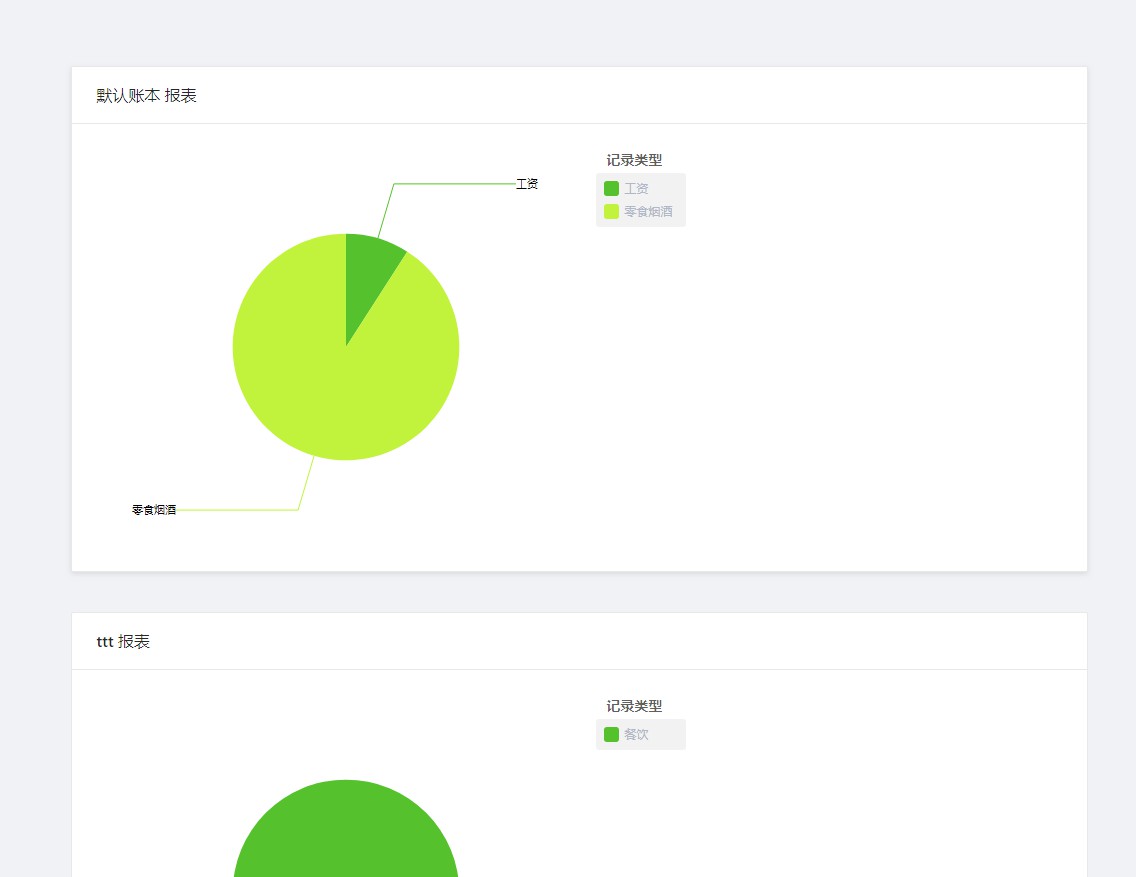 默认账本 报表
记录类型
工资
零食烟酒
工资
零食烟酒
ttt 报表
记录类型
餐饮